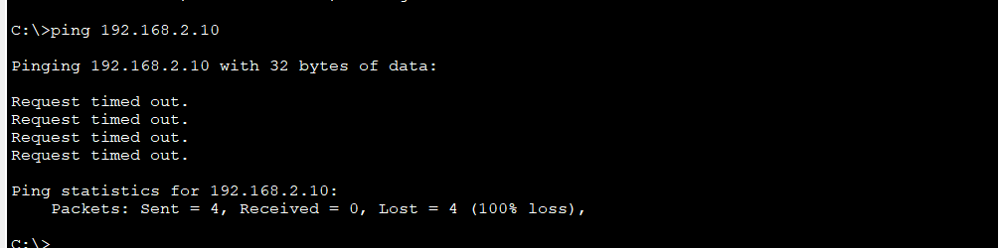 C:\>ping 192.168.2.10
Pinging 192.168.2.10 with 32 bytes of data:
Request timed out.
Request timed out.
Request timed out.
Request timed out.
Ping statistics for 192.168.2.10:
    Packets: Sent = 4, Received = 0, Lost = 4 (100% loss),
C:\>